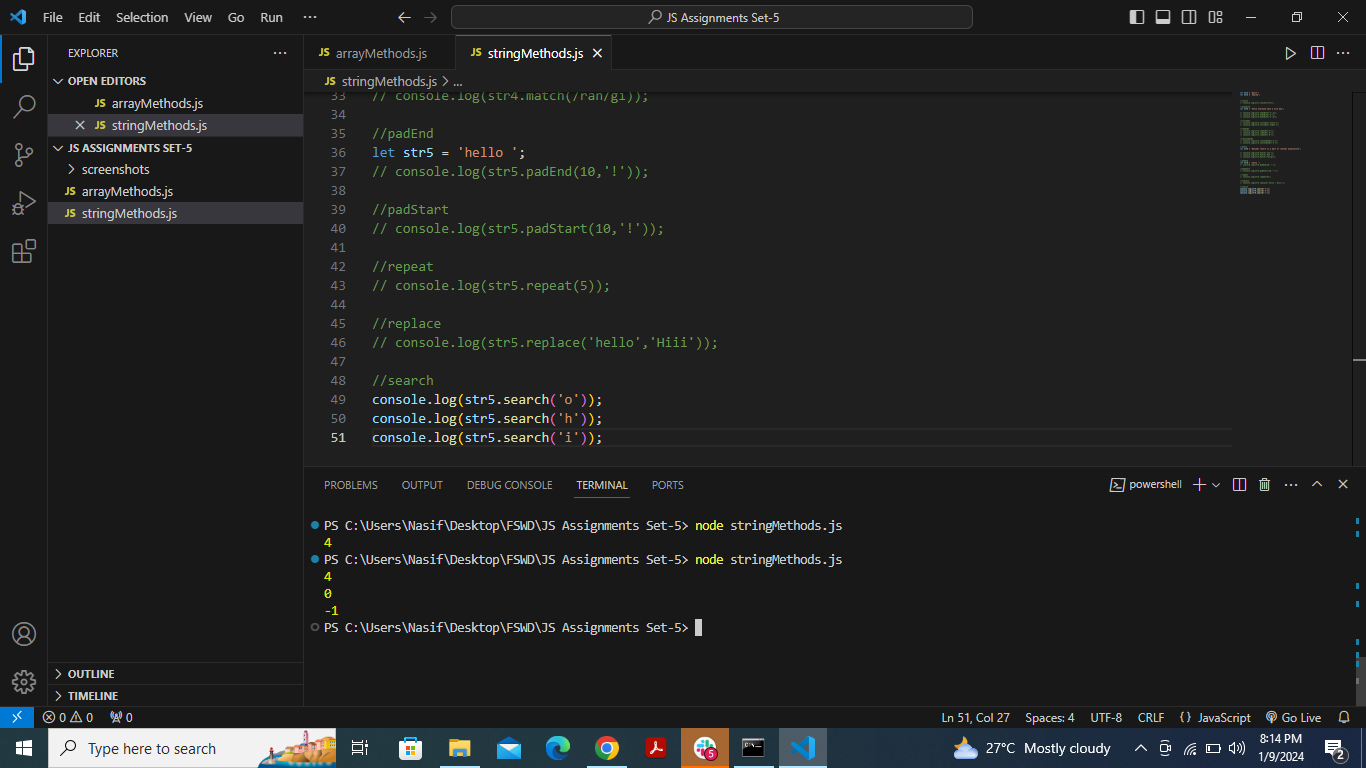 File Edit Selection View Go Run ··· JS Assignments Set-5
EXPLORER ···
OPEN EDITORS
JS arrayMethods.js
JS stringMethods.js
JS ASSIGNMENTS SET-5
screenshots
JS arrayMethods.js
JS stringMethods.js
OUTLINE
TIMELINE
JS arrayMethods.js JS stringMethods.js
JS stringMethods.js > ...
33 // console.log(str4.match(/ran/gi));
34
35 //padEnd
36 let str5 = 'hello ';
37 // console.log(str5.padEnd(10,'!'));
38
39 //padStart
40 // console.log(str5.padStart(10,'!'));
41
42 //repeat
43 // console.log(str5.repeat(5));
44
45 //replace
46 // console.log(str5.replace('hello','Hiii'));
47
48 //search
49 console.log(str5.search('o'));
50 console.log(str5.search('h'));
51 console.log(str5.search('i'));
PROBLEMS OUTPUT DEBUG CONSOLE TERMINAL PORTS powershell
PS C:\Users\Nasif\Desktop\FSWD\JS Assignments Set-5> node stringMethods.js
4
PS C:\Users\Nasif\Desktop\FSWD\JS Assignments Set-5> node stringMethods.js
4
0
-1
PS C:\Users\Nasif\Desktop\FSWD\JS Assignments Set-5>
0 0 0 Ln 51, Col 27 Spaces: 4 UTF-8 CRLF {} JavaScript Go Live
Type here to search 5 27°C Mostly cloudy 8:14 PM
1/9/2024 2